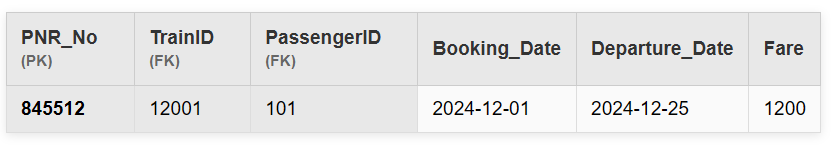 PNR_No TrainID PassengerID Booking_Date Departure_Date Fare
(PK) (FK) (FK)
845512 12001 101 2024-12-01 2024-12-25 1200